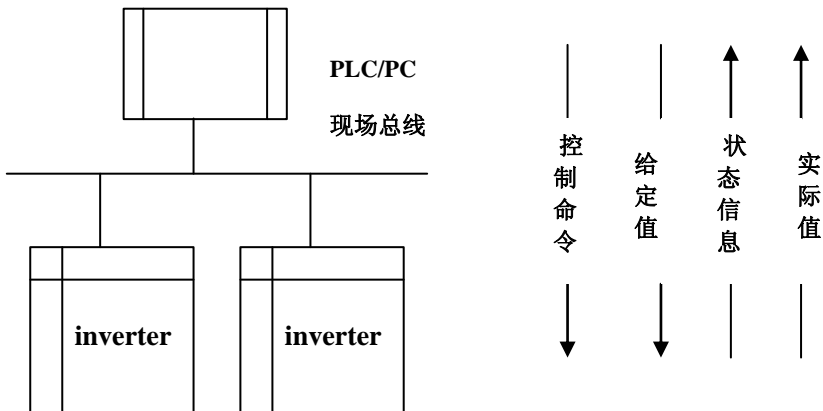 PLC/PC
现场总线
inverter
inverter
控制命令
给定值
状态信息
实际值